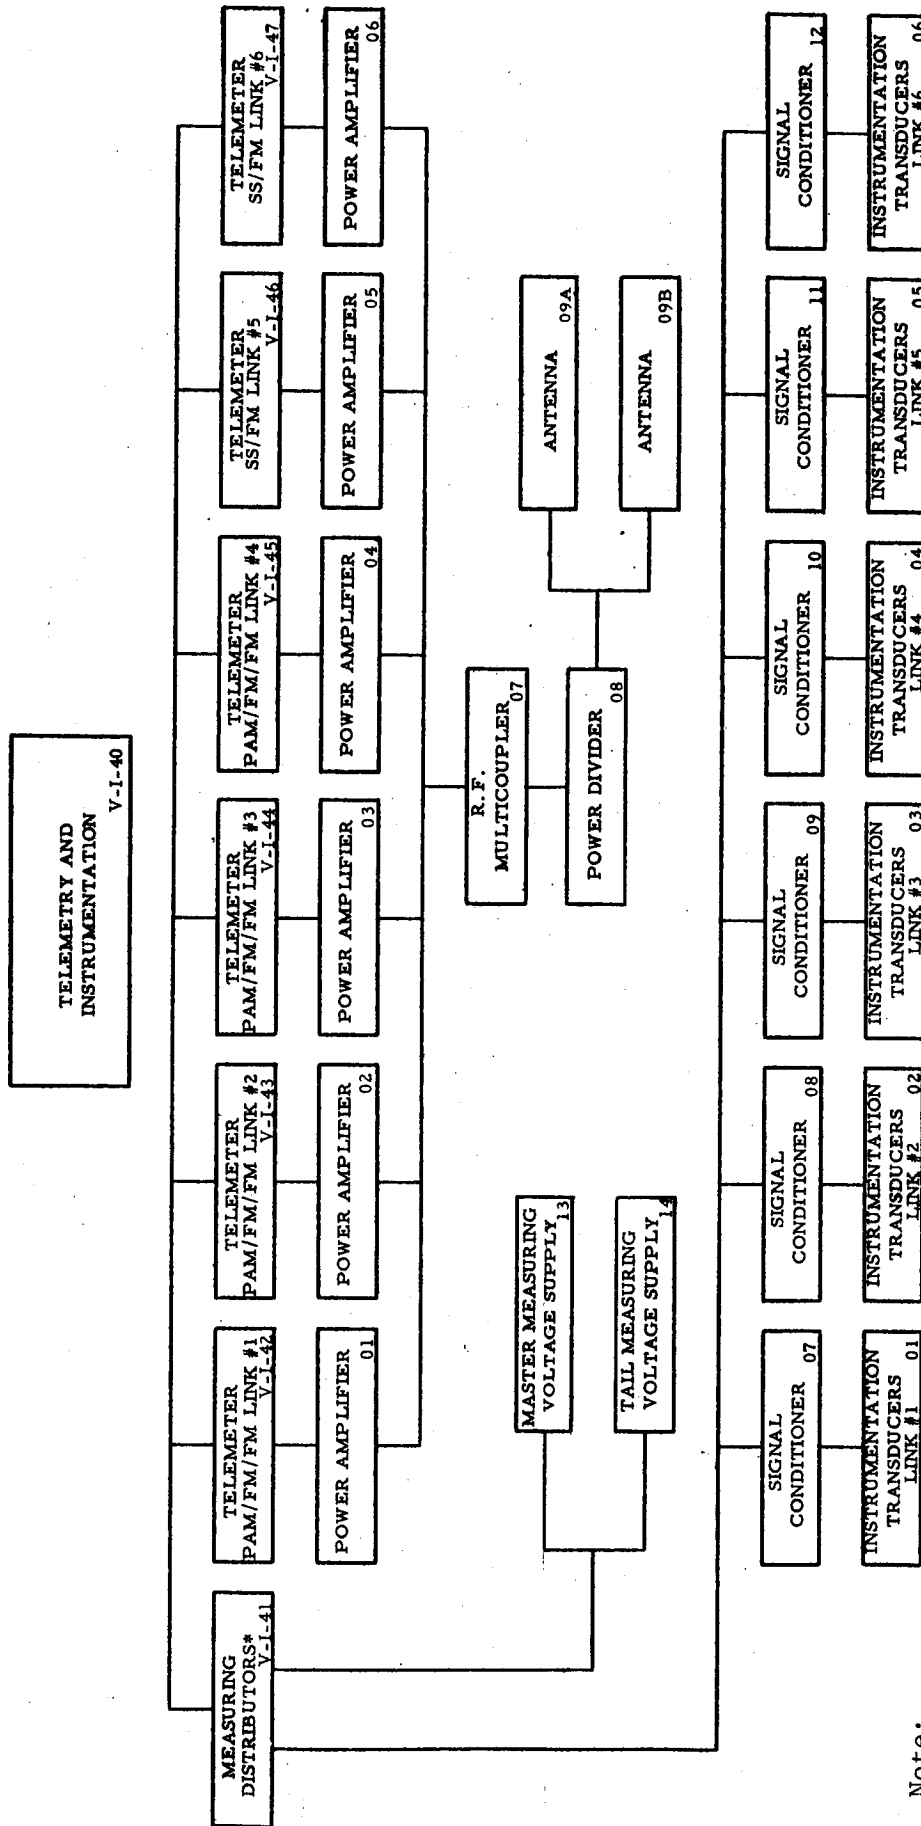 TELEMETRY AND
INSTRUMENTATION
V-I-40
MEASURING
DISTRIBUTORS*
V-I-41
TELEMETER
PAM/FM/FM LINK #1
V-I-42
TELEMETER
PAM/FM/FM LINK #2
V-I-43
TELEMETER
PAM/FM/FM LINK #3
V-I-44
TELEMETER
PAM/FM/FM LINK #4
V-I-45
TELEMETER
SS/FM LINK #5
V-I-46
TELEMETER
SS/FM LINK #6
V-I-47
POWER AMPLIFIER
01
POWER AMPLIFIER
02
POWER AMPLIFIER
03
POWER AMPLIFIER
04
POWER AMPLIFIER
05
POWER AMPLIFIER
06
R.F.
MULTICOUPLER
07
POWER DIVIDER
08
ANTENNA
09A
ANTENNA
09B
MASTER MEASURING
VOLTAGE SUPPLY
13
TAIL MEASURING
VOLTAGE SUPPLY
14
SIGNAL
CONDITIONER
07
SIGNAL
CONDITIONER
08
SIGNAL
CONDITIONER
09
SIGNAL
CONDITIONER
10
SIGNAL
CONDITIONER
11
SIGNAL
CONDITIONER
12
INSTRUMENTATION
TRANSDUCERS
LINK #1
01
INSTRUMENTATION
TRANSDUCERS
LINK #2
02
INSTRUMENTATION
TRANSDUCERS
LINK #3
03
INSTRUMENTATION
TRANSDUCERS
LINK #4
04
INSTRUMENTATION
TRANSDUCERS
LINK #5
05
INSTRUMENTATION
TRANSDUCERS
LINK #6
06
Note: